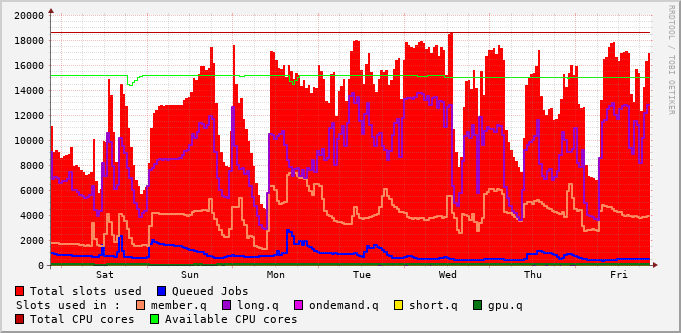 20000
18000
16000
14000
12000
10000
8000
6000
4000
2000
0
Sat Sun Mon Tue Wed Thu Fri
RRDTOOL / TOBI OETIKER
Total slots used Queued Jobs
Slots used in : member.q long.q ondemand.q short.q gpu.q
Total CPU cores Available CPU cores